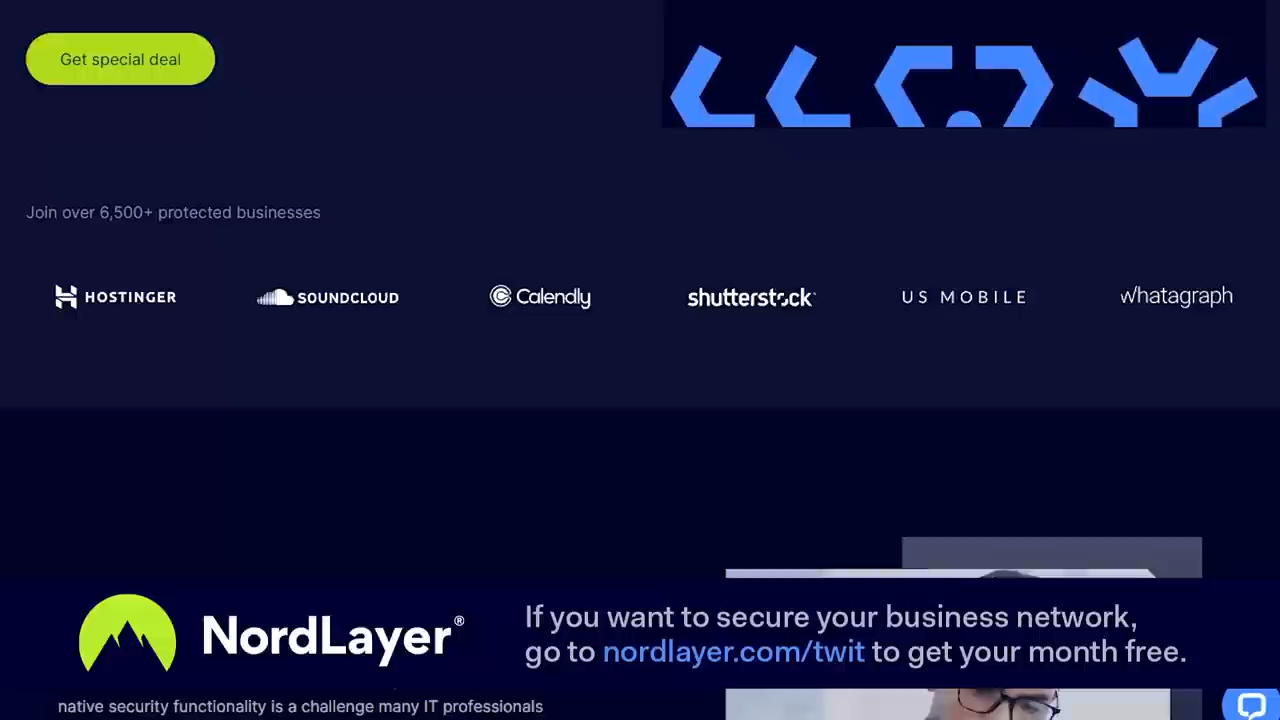 Get special deal
Join over 6,500+ protected businesses
HOSTINGER
SOUNDCLOUD
Calendly
shutterstock
US MOBILE
Whatagraph
NordLayer®
If you want to secure your business network,
go to nordlayer.com/twit to get your month free.
native security functionality is a challenge many IT professionals